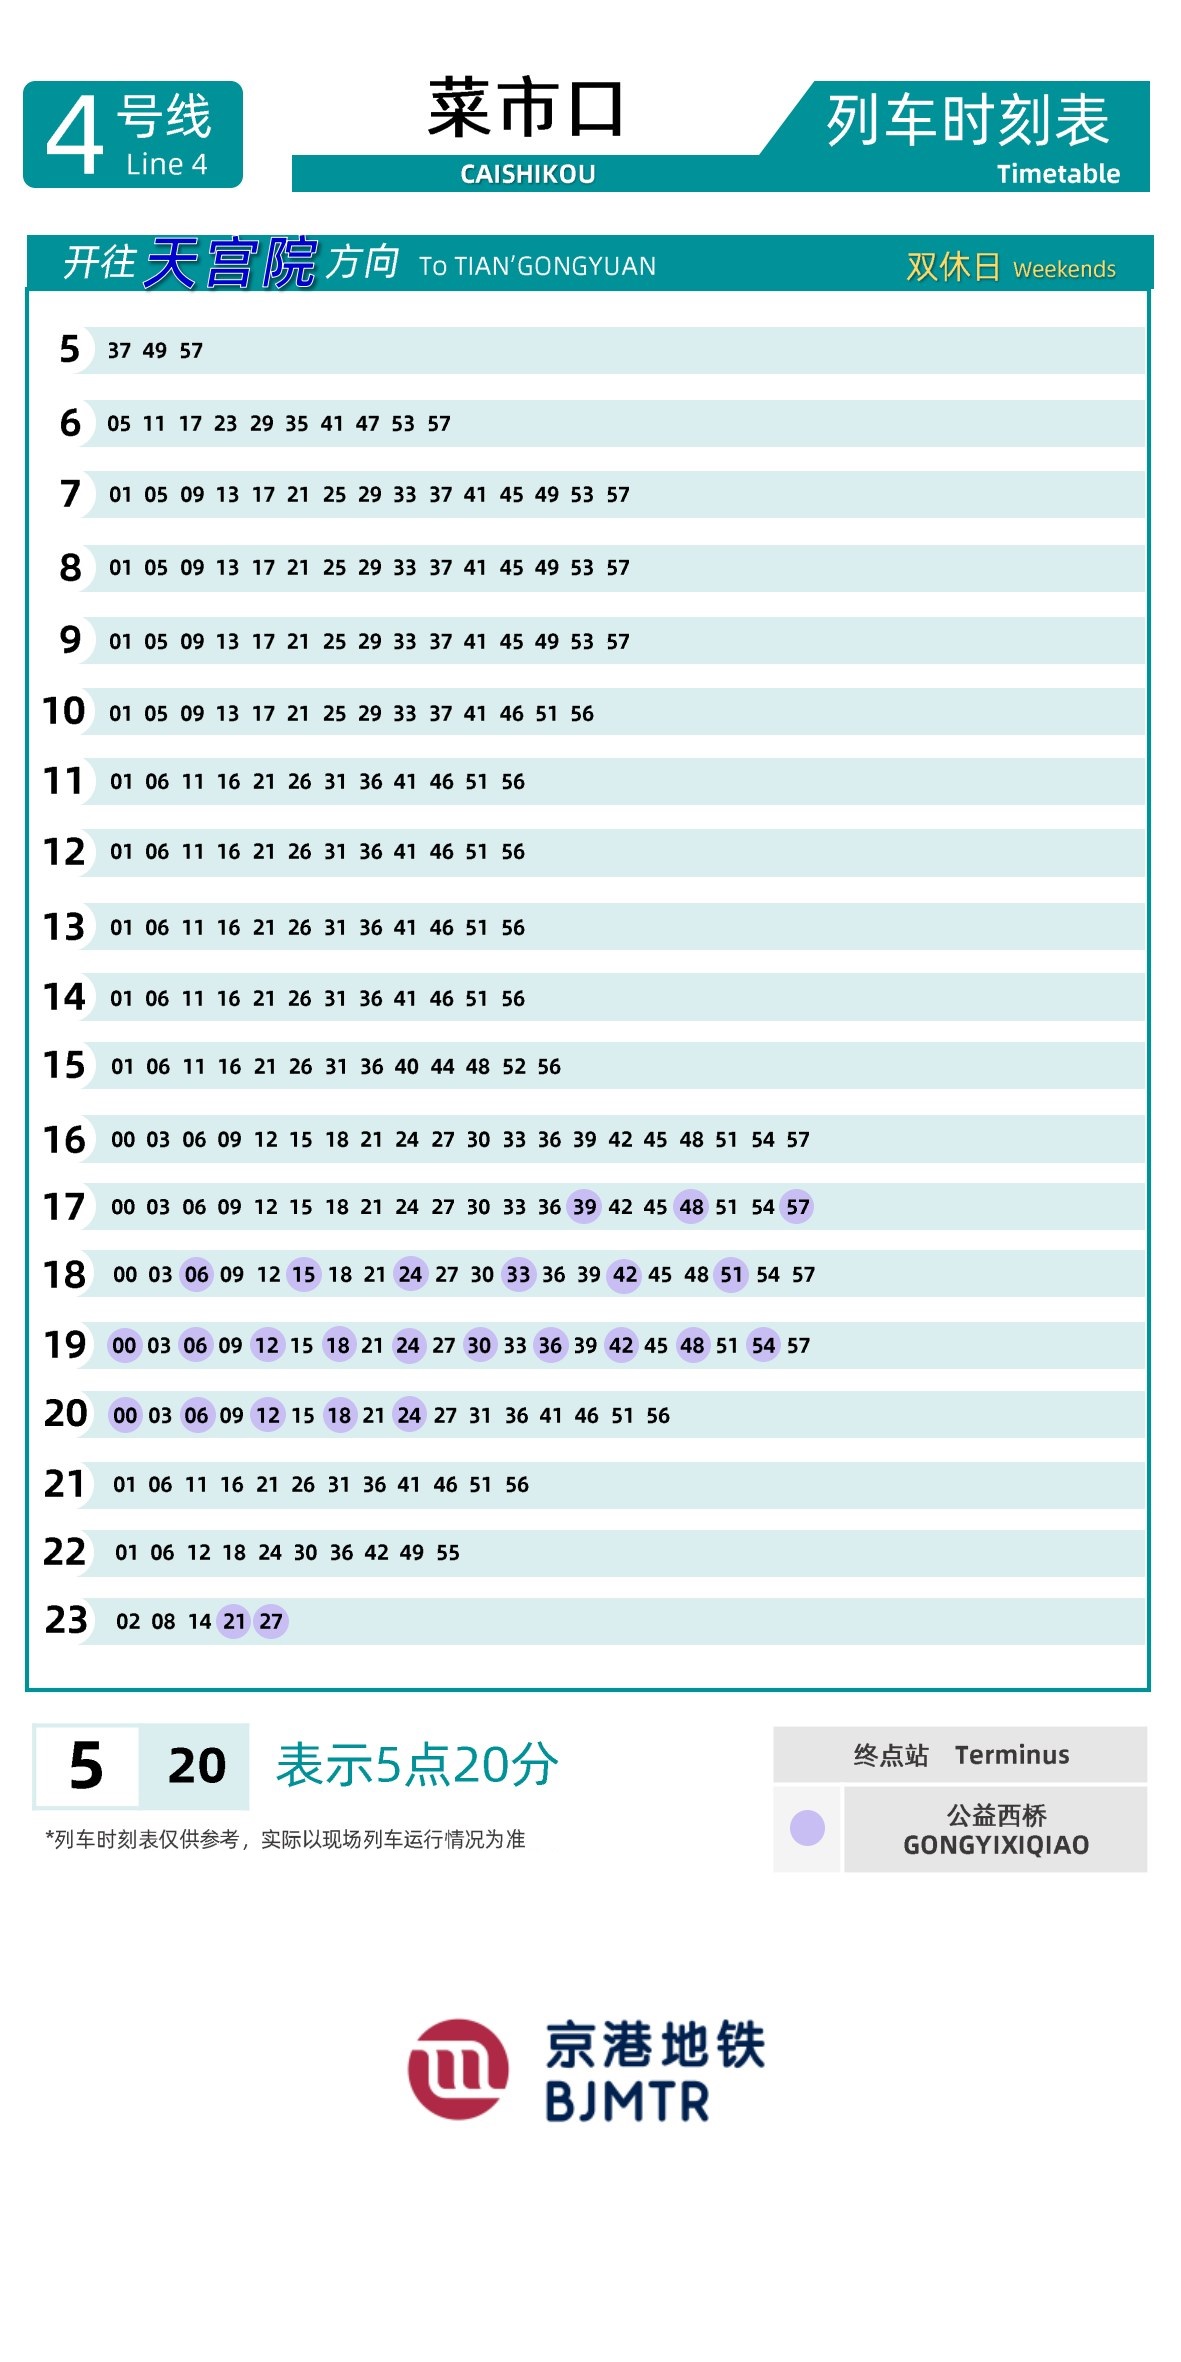 4 号线
Line 4
菜市口
CAISHIKOU
列车时刻表
Timetable
开往 天宫院 方向 To TIAN'GONGYUAN 双休日 Weekends
5 37 49 57
6 05 11 17 23 29 35 41 47 53 57
7 01 05 09 13 17 21 25 29 33 37 41 45 49 53 57
8 01 05 09 13 17 21 25 29 33 37 41 45 49 53 57
9 01 05 09 13 17 21 25 29 33 37 41 45 49 53 57
10 01 05 09 13 17 21 25 29 33 37 41 46 51 56
11 01 06 11 16 21 26 31 36 41 46 51 56
12 01 06 11 16 21 26 31 36 41 46 51 56
13 01 06 11 16 21 26 31 36 41 46 51 56
14 01 06 11 16 21 26 31 36 41 46 51 56
15 01 06 11 16 21 26 31 36 40 44 48 52 56
16 00 03 06 09 12 15 18 21 24 27 30 33 36 39 42 45 48 51 54 57
17 00 03 06 09 12 15 18 21 24 27 30 33 36 39 42 45 48 51 54 57
18 00 03 06 09 12 15 18 21 24 27 30 33 36 39 42 45 48 51 54 57
19 00 03 06 09 12 15 18 21 24 27 30 33 36 39 42 45 48 51 54 57
20 00 03 06 09 12 15 18 21 24 27 31 36 41 46 51 56
21 01 06 11 16 21 26 31 36 41 46 51 56
22 01 06 12 18 24 30 36 42 49 55
23 02 08 14 21 27
5 20 表示5点20分
*列车时刻表仅供参考，实际以现场列车运行情况为准
终点站 Terminus
公益西桥
GONGYIXIQIAO
京港地铁
BJMTR